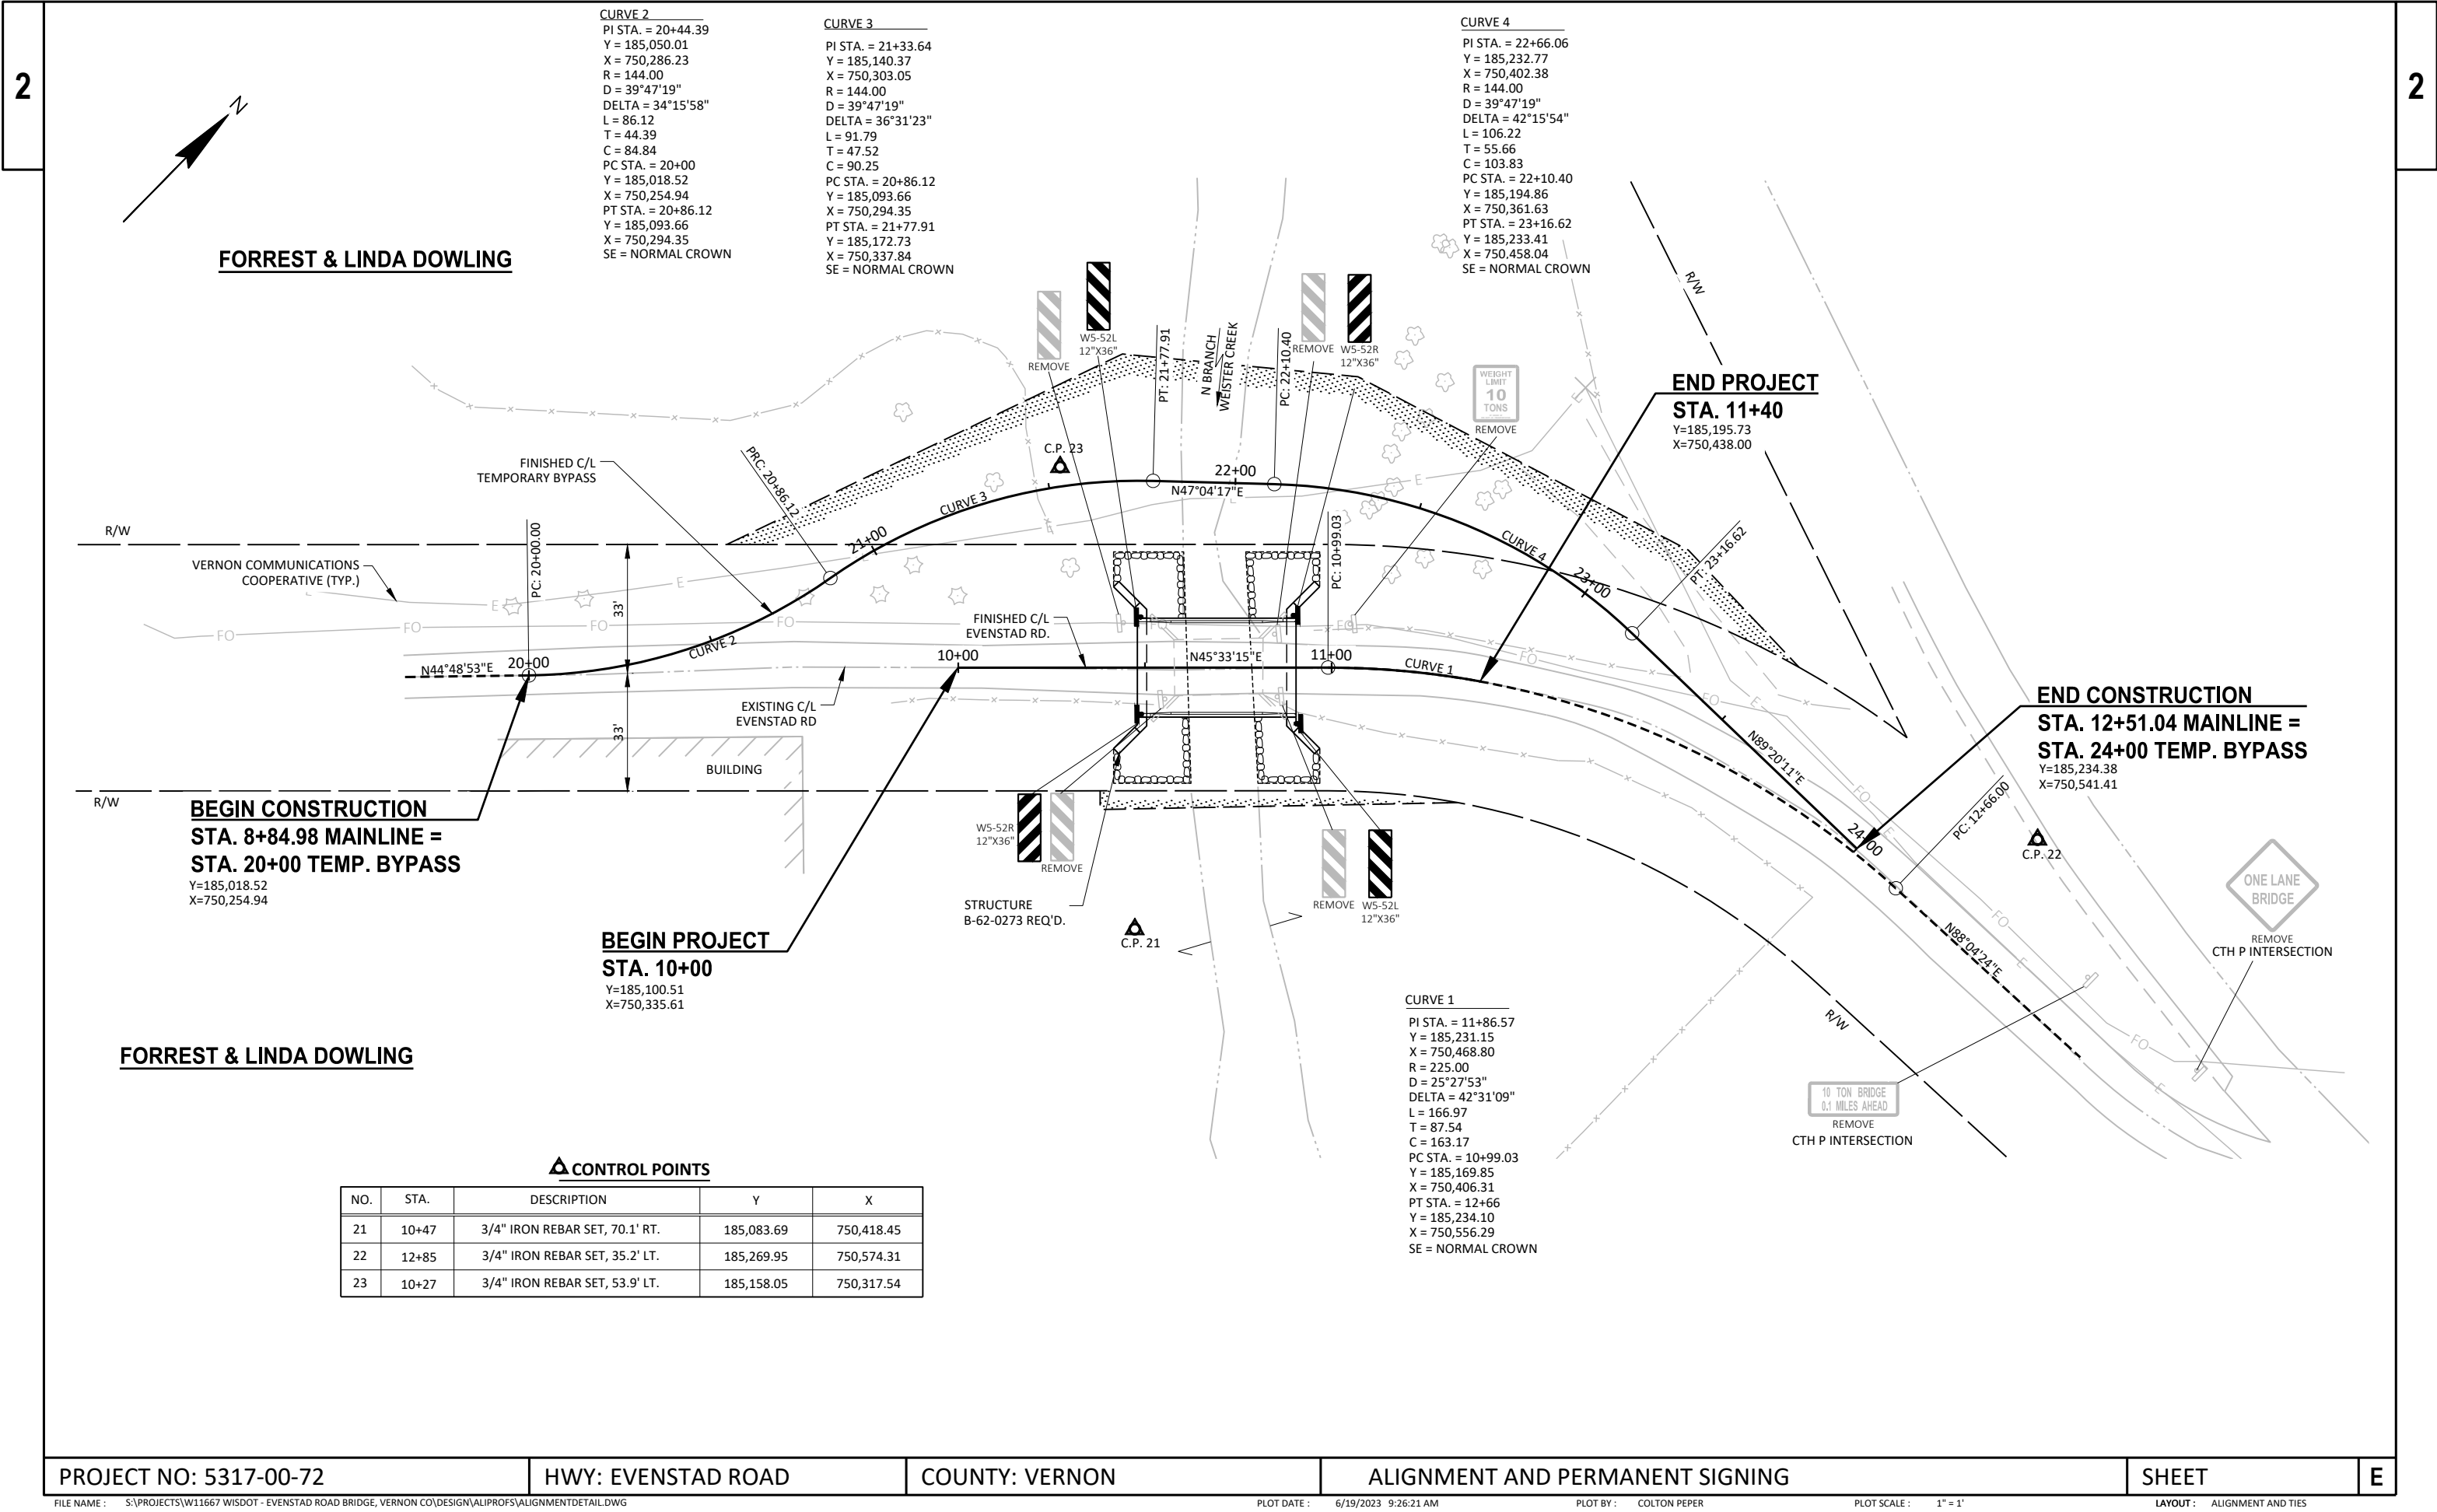 2
2
CURVE 2
PI STA. = 20+44.39
Y = 185,050.01
X = 750,286.23
R = 144.00
D = 39°47'19"
DELTA = 34°15'58"
L = 86.12
T = 44.39
C = 84.84
PC STA. = 20+00
Y = 185,018.52
X = 750,254.94
PT STA. = 20+86.12
Y = 185,093.66
X = 750,294.35
SE = NORMAL CROWN
CURVE 3
PI STA. = 21+33.64
Y = 185,140.37
X = 750,303.05
R = 144.00
D = 39°47'19"
DELTA = 36°31'23"
L = 91.79
T = 47.52
C = 90.25
PC STA. = 20+86.12
Y = 185,093.66
X = 750,294.35
PT STA. = 21+77.91
Y = 185,172.73
X = 750,337.84
SE = NORMAL CROWN
CURVE 4
PI STA. = 22+66.06
Y = 185,232.77
X = 750,402.38
R = 144.00
D = 39°47'19"
DELTA = 42°15'54"
L = 106.22
T = 55.66
C = 103.83
PC STA. = 22+10.40
Y = 185,194.86
X = 750,361.63
PT STA. = 23+16.62
Y = 185,233.41
X = 750,458.04
SE = NORMAL CROWN
N
FORREST & LINDA DOWLING
REMOVE
W5-52L
12"X36"
PT: 21+77.91
N BRANCH
WEISTER CREEK
PC: 22+10.40
REMOVE
W5-52R
12"X36"
WEIGHT
LIMIT
10
TONS
REMOVE
R/W
END PROJECT
STA. 11+40
Y=185,195.73
X=750,438.00
C.P. 23
FINISHED C/L
TEMPORARY BYPASS
PRC: 20+86.12
CURVE 3
22+00
N47°04'17"E
21+00
R/W
VERNON COMMUNICATIONS
COOPERATIVE (TYP.)
PC: 20+00.00
33'
PC: 10+99.03
CURVE 4
23+00
PT: 23+16.62
E
E
E
E
E
E
E
E
E
E
FO
FO
FO
FO
FO
FO
FO
FO
FO
FO
FO
FINISHED C/L
EVENSTAD RD.
CURVE 2
N44°48'53"E
20+00
10+00
N45°33'15"E
11+00
CURVE 1
EXISTING C/L
EVENSTAD RD
33'
BUILDING
R/W
BEGIN CONSTRUCTION
STA. 8+84.98 MAINLINE =
STA. 20+00 TEMP. BYPASS
Y=185,018.52
X=750,254.94
END CONSTRUCTION
STA. 12+51.04 MAINLINE =
STA. 24+00 TEMP. BYPASS
Y=185,234.38
X=750,541.41
N89°20'11"E
24+00
PC: 12+66.00
C.P. 22
N88°04'24"E
ONE LANE
BRIDGE
REMOVE
CTH P INTERSECTION
W5-52R
12"X36"
REMOVE
STRUCTURE
B-62-0273 REQ'D.
C.P. 21
REMOVE
W5-52L
12"X36"
BEGIN PROJECT
STA. 10+00
Y=185,100.51
X=750,335.61
FORREST & LINDA DOWLING
R/W
10 TON BRIDGE
0.1 MILES AHEAD
REMOVE
CTH P INTERSECTION
CURVE 1
PI STA. = 11+86.57
Y = 185,231.15
X = 750,468.80
R = 225.00
D = 25°27'53"
DELTA = 42°31'09"
L = 166.97
T = 87.54
C = 163.17
PC STA. = 10+99.03
Y = 185,169.85
X = 750,406.31
PT STA. = 12+66
Y = 185,234.10
X = 750,556.29
SE = NORMAL CROWN
CONTROL POINTS
NO. STA. DESCRIPTION Y X
21 10+47 3/4" IRON REBAR SET, 70.1' RT. 185,083.69 750,418.45
22 12+85 3/4" IRON REBAR SET, 35.2' LT. 185,269.95 750,574.31
23 10+27 3/4" IRON REBAR SET, 53.9' LT. 185,158.05 750,317.54
PROJECT NO: 5317-00-72 HWY: EVENSTAD ROAD COUNTY: VERNON ALIGNMENT AND PERMANENT SIGNING SHEET E
FILE NAME : S:\PROJECTS\W11667 WISDOT - EVENSTAD ROAD BRIDGE, VERNON CO\DESIGN\ALIPROFS\ALIGNMENTDETAIL.DWG PLOT DATE : 6/19/2023 9:26:21 AM PLOT BY : COLTON PEPER PLOT SCALE : 1" = 1' LAYOUT : ALIGNMENT AND TIES